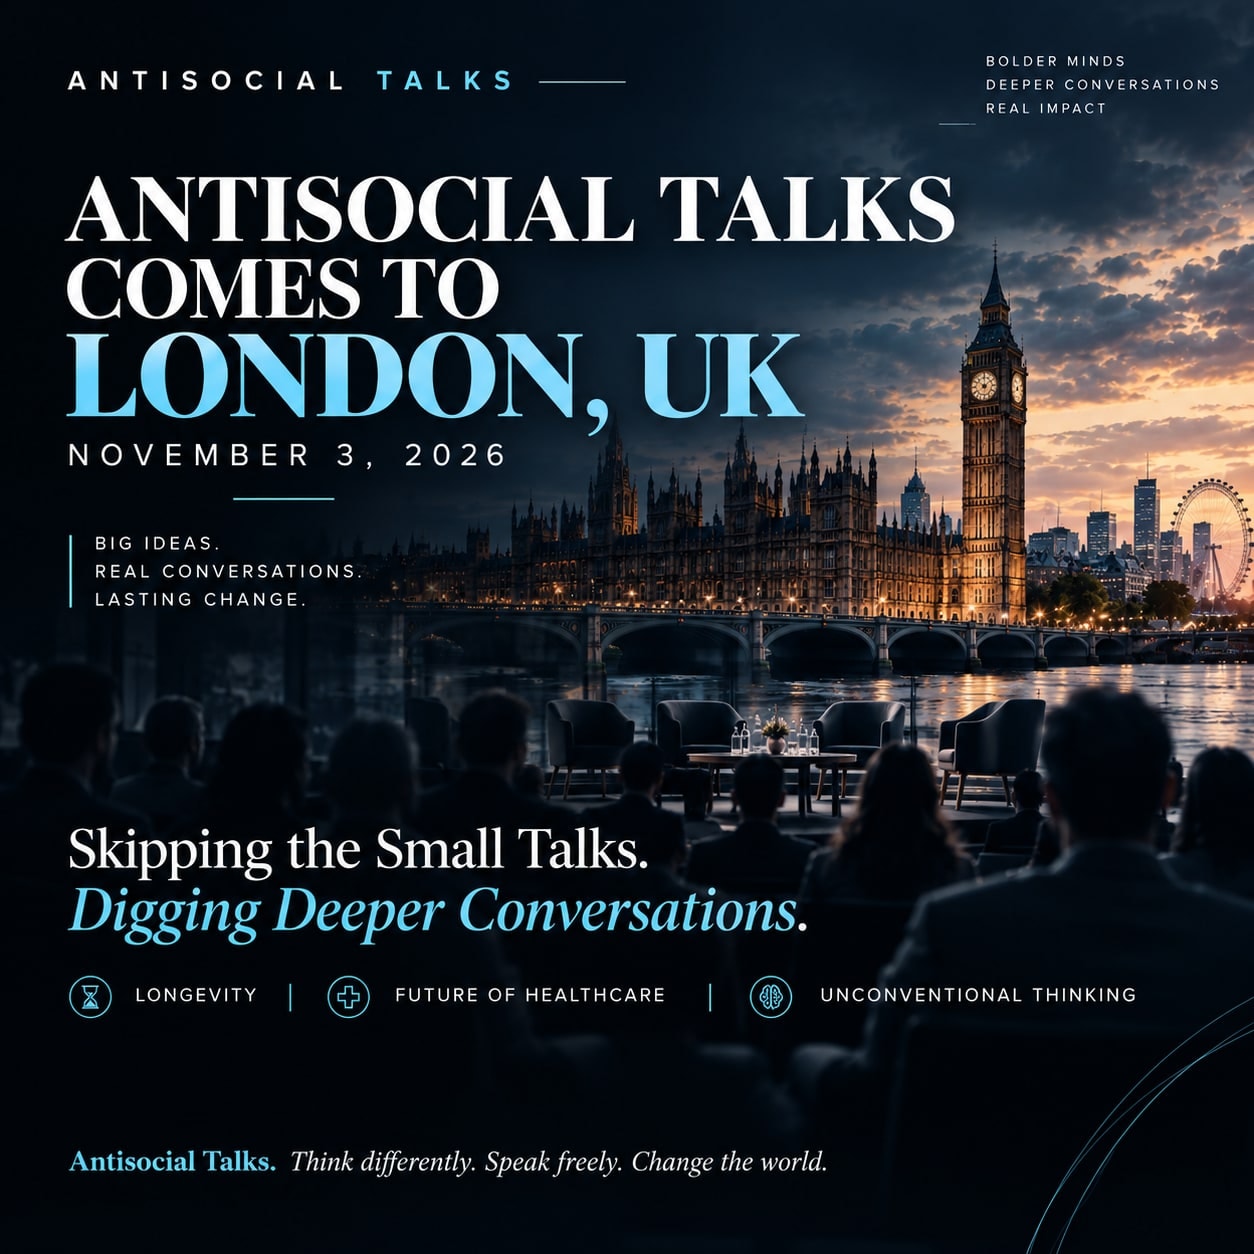 ANTISOCIAL TALKS
BOLDER MINDS
DEEPER CONVERSATIONS
REAL IMPACT
ANTISOCIAL TALKS
COMES TO
LONDON, UK
NOVEMBER 3, 2026
BIG IDEAS.
REAL CONVERSATIONS.
LASTING CHANGE.
Skipping the Small Talks.
Digging Deeper Conversations.
LONGEVITY | FUTURE OF HEALTHCARE | UNCONVENTIONAL THINKING
Antisocial Talks. Think differently. Speak freely. Change the world.